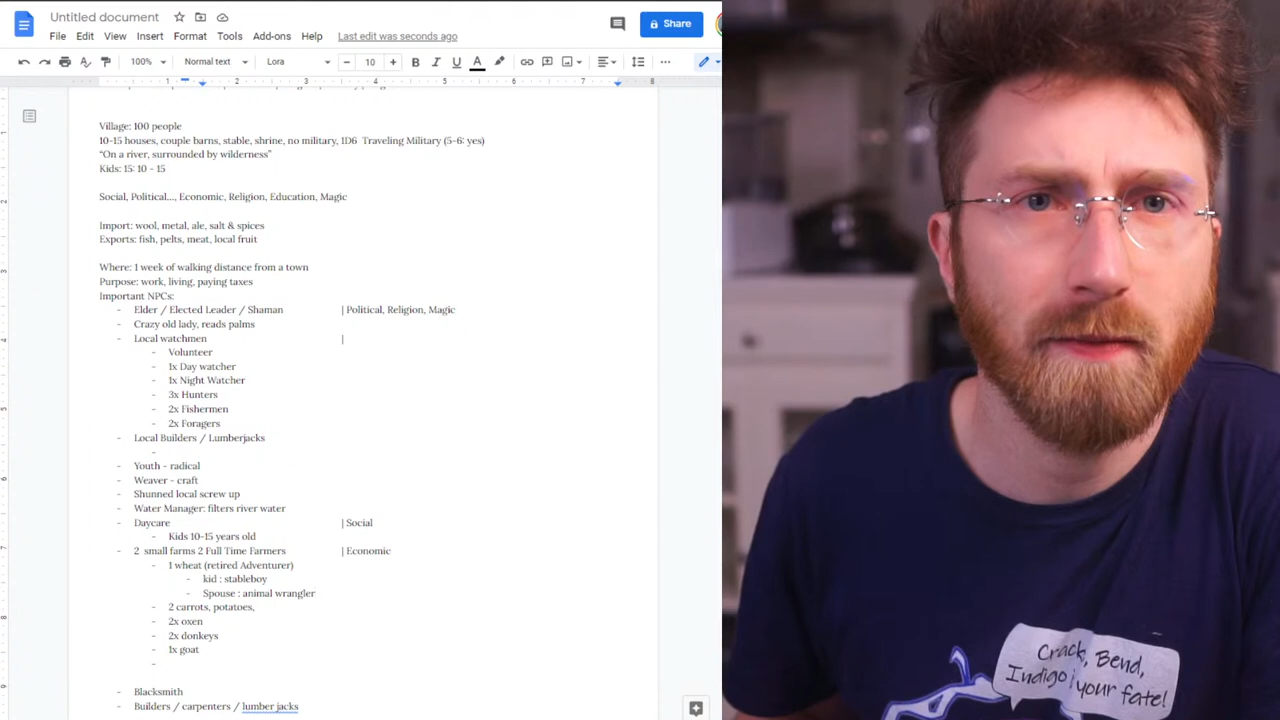 Untitled document
File Edit View Insert Format Tools Add-ons Help Last edit was seconds ago
Share
100% Normal text Lora 10
1 2 3 4 5 6 7 8
Village: 100 people
10-15 houses, couple barns, stable, shrine, no military, 1D6 Traveling Military (5-6: yes)
“On a river, surrounded by wilderness”
Kids: 15: 10 - 15
Social, Political..., Economic, Religion, Education, Magic
Import: wool, metal, ale, salt & spices
Exports: fish, pelts, meat, local fruit
Where: 1 week of walking distance from a town
Purpose: work, living, paying taxes
Important NPCs:
- Elder / Elected Leader / Shaman | Political, Religion, Magic
- Crazy old lady, reads palms
- Local watchmen |
- Volunteer
- 1x Day watcher
- 1x Night Watcher
- 3x Hunters
- 2x Fishermen
- 2x Foragers
- Local Builders / Lumberjacks
-
- Youth - radical
- Weaver - craft
- Shunned local screw up
- Water Manager: filters river water
- Daycare | Social
- Kids 10-15 years old
- 2 small farms 2 Full Time Farmers | Economic
- 1 wheat (retired Adventurer)
- kid : stableboy
- Spouse : animal wrangler
- 2 carrots, potatoes,
- 2x oxen
- 2x donkeys
- 1x goat
-
- Blacksmith
- Builders / carpenters / lumber jacks
Crack, Bend,
Indigo your fate!